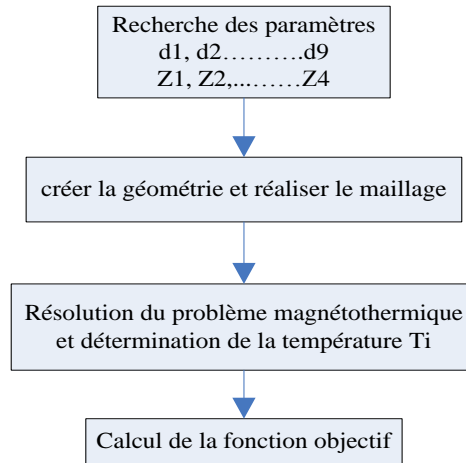 Recherche des paramètres
d1, d2……….d9
Z1, Z2,...……Z4
créer la géométrie et réaliser le maillage
Résolution du problème magnétothermique
et détermination de la température Ti
Calcul de la fonction objectif